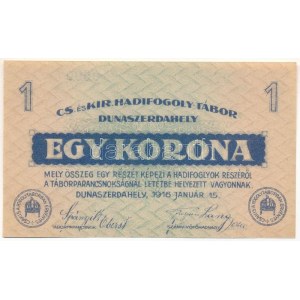 1 1
CS. és KIR. HADIFOGOLY TÁBOR
DUNASZERDAHELY
EGY KORONA
MELY ÖSSZEG EGY RÉSZÉT KÉPEZI A HADIFOGLYOK RÉSZÉRŐL
A TÁBORPARANCSNOKSÁGNÁL LETÉTBE HELYEZETT VAGYONNAK.
DUNASZERDAHELY, 1916 JANUÁR 15.